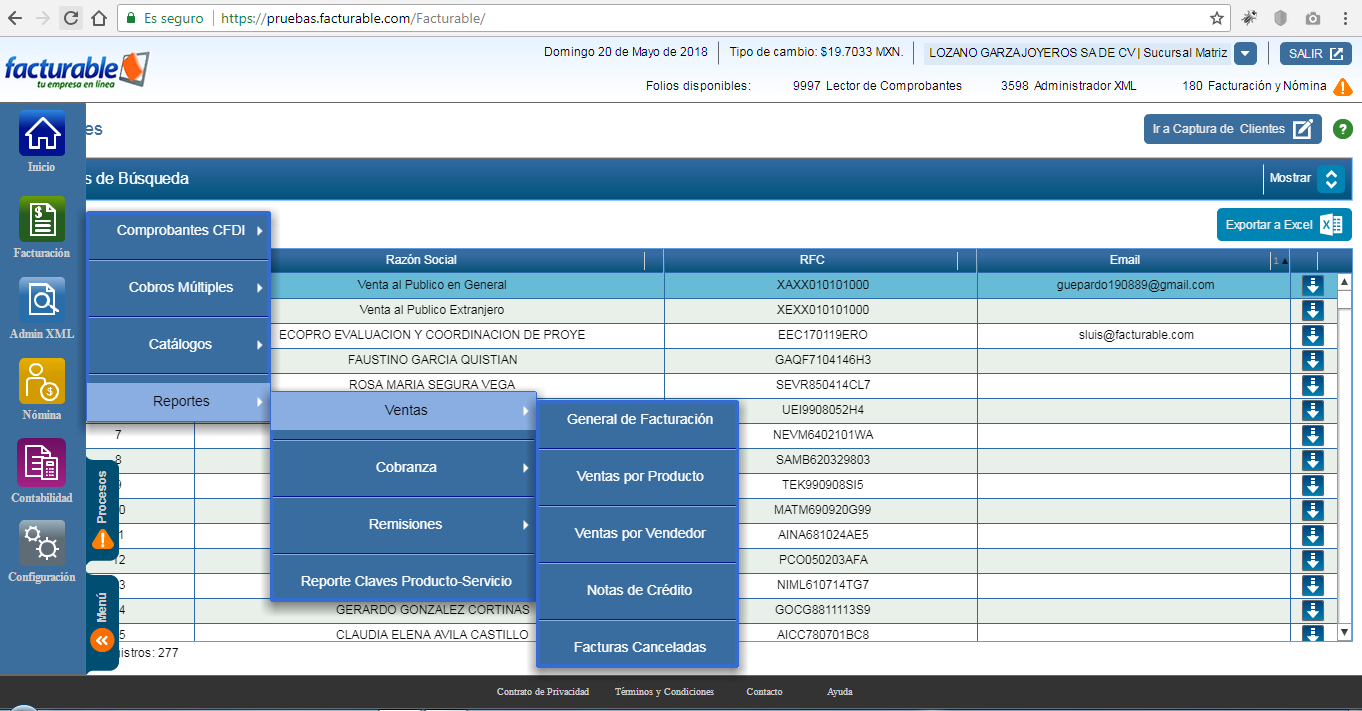 Es seguro | https://pruebas.facturable.com/Facturable/
facturable
tu empresa en línea
Domingo 20 de Mayo de 2018
Tipo de cambio: $19.7033 MXN.
LOZANO GARZAJOYEROS SA DE CV | Sucursal Matriz
SALIR
Folios disponibles:
9997 Lector de Comprobantes
3598 Administrador XML
180 Facturación y Nómina
es
Ir a Captura de Clientes
?
s de Búsqueda
Mostrar
Exportar a Excel
Inicio
Facturación
Admin XML
Nómina
Contabilidad
Configuración
Procesos
Menú
Comprobantes CFDI
Cobros Múltiples
Catálogos
Reportes
Ventas
Cobranza
Remisiones
Reporte Claves Producto-Servicio
General de Facturación
Ventas por Producto
Ventas por Vendedor
Notas de Crédito
Facturas Canceladas
Razón Social RFC Email 1
Venta al Publico en General XAXX010101000 guepardo190889@gmail.com
Venta al Publico Extranjero XEXX010101000
ECOPRO EVALUACION Y COORDINACION DE PROYE EEC170119ERO sluis@facturable.com
FAUSTINO GARCIA QUISTIAN GAQF7104146H3
ROSA MARIA SEGURA VEGA SEVR850414CL7
UEI9908052H4
7 NEVM6402101WA
8 SAMB620329803
9 TEK990908SI5
0 MATM690920G99
1 AINA681024AE5
12 PCO050203AFA
3 NIML610714TG7
4 GERARDO GONZALEZ CORTINAS GOCG8811113S9
5 CLAUDIA ELENA AVILA CASTILLO AICC780701BC8
istros: 277
Contrato de Privacidad
Términos y Condiciones
Contacto
Ayuda